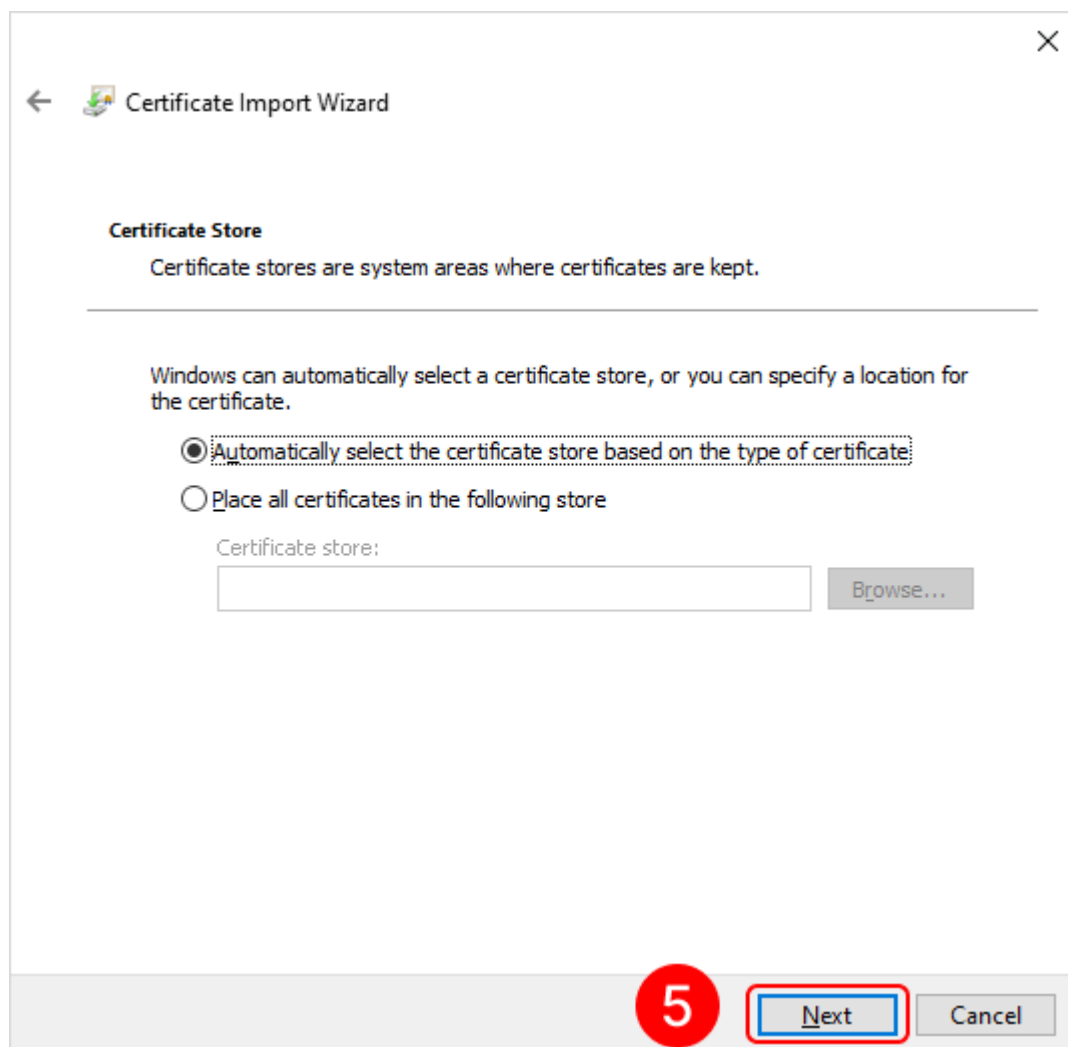 Certificate Import Wizard
Certificate Store
Certificate stores are system areas where certificates are kept.
Windows can automatically select a certificate store, or you can specify a location for
the certificate.
Automatically select the certificate store based on the type of certificate
Place all certificates in the following store
Certificate store:
Browse...
5
Next
Cancel